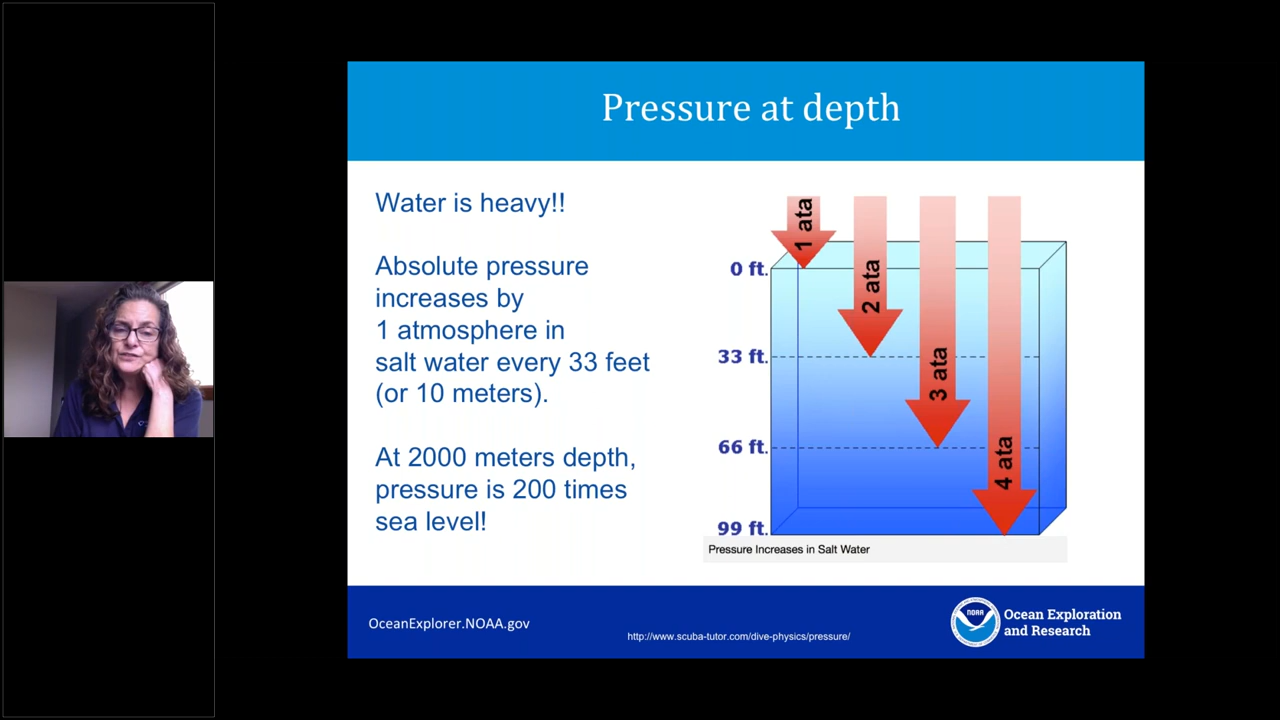 Pressure at depth
Water is heavy!!
Absolute pressure
increases by
1 atmosphere in
salt water every 33 feet
(or 10 meters).
At 2000 meters depth,
pressure is 200 times
sea level!
1 ata
2 ata
3 ata
4 ata
0 ft.
33 ft.
66 ft.
99 ft.
Pressure Increases in Salt Water
OceanExplorer.NOAA.gov
http://www.scuba-tutor.com/dive-physics/pressure/
NOAA
Ocean Exploration
and Research